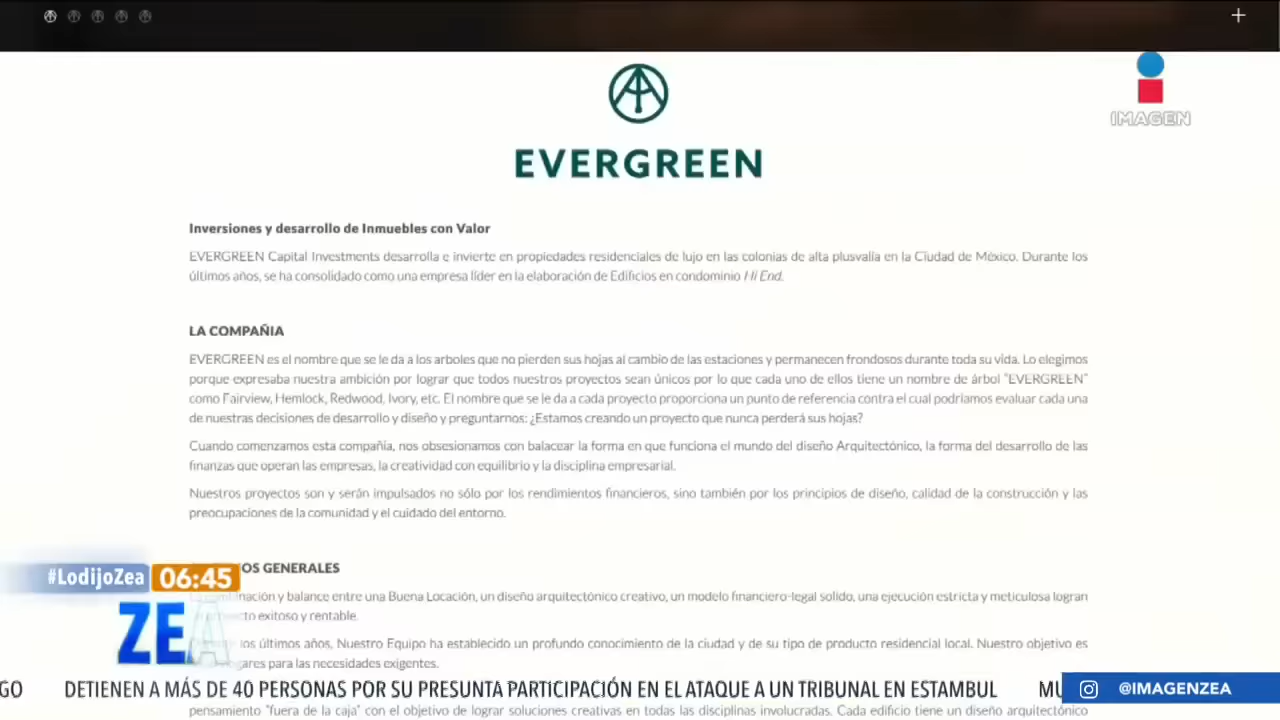 IMAGEN
EVERGREEN
Inversiones y desarrollo de Inmuebles con Valor
EVERGREEN Capital Investments desarrolla e invierte en propiedades residenciales de lujo en las colonias de alta plusvalía en la Ciudad de México. Durante los
últimos años, se ha consolidado como una empresa líder en la elaboración de Edificios en condominio Hi End.
LA COMPAÑIA
EVERGREEN es el nombre que se le da a los arboles que no pierden sus hojas al cambio de las estaciones y permanecen frondosos durante toda su vida. Lo elegimos
porque expresaba nuestra ambición por lograr que todos nuestros proyectos sean únicos por lo que cada uno de ellos tiene un nombre de árbol "EVERGREEN"
como Fairview, Hemlock, Redwood, Ivory, etc. El nombre que se le da a cada proyecto proporciona un punto de referencia contra el cual podríamos evaluar cada una
de nuestras decisiones de desarrollo y diseño y preguntarnos: ¿Estamos creando un proyecto que nunca perderá sus hojas?
Cuando comenzamos esta compañía, nos obsesionamos con balacear la forma en que funciona el mundo del diseño Arquitectónico, la forma del desarrollo de las
finanzas que operan las empresas, la creatividad con equilibrio y la disciplina empresarial.
Nuestros proyectos son y serán impulsados no sólo por los rendimientos financieros, sino también por los principios de diseño, calidad de la construcción y las
preocupaciones de la comunidad y el cuidado del entorno.
#LodijoZea 06:45
OS GENERALES
nación y balance entre una Buena Locación, un diseño arquitectónico creativo, un modelo financiero-legal solido, una ejecución estricta y meticulosa logran
cto exitoso y rentable.
ZEA
los últimos años, Nuestro Equipo ha establecido un profundo conocimiento de la ciudad y de su tipo de producto residencial local. Nuestro objetivo es
gares para las necesidades exigentes.
GO DETIENEN A MÁS DE 40 PERSONAS POR SU PRESUNTA PARTICIPACIÓN EN EL ATAQUE A UN TRIBUNAL EN ESTAMBUL MU
@IMAGENZEA
pensamiento "fuera de la caja" con el objetivo de lograr soluciones creativas en todas las disciplinas involucradas. Cada edificio tiene un diseño arquitectónico